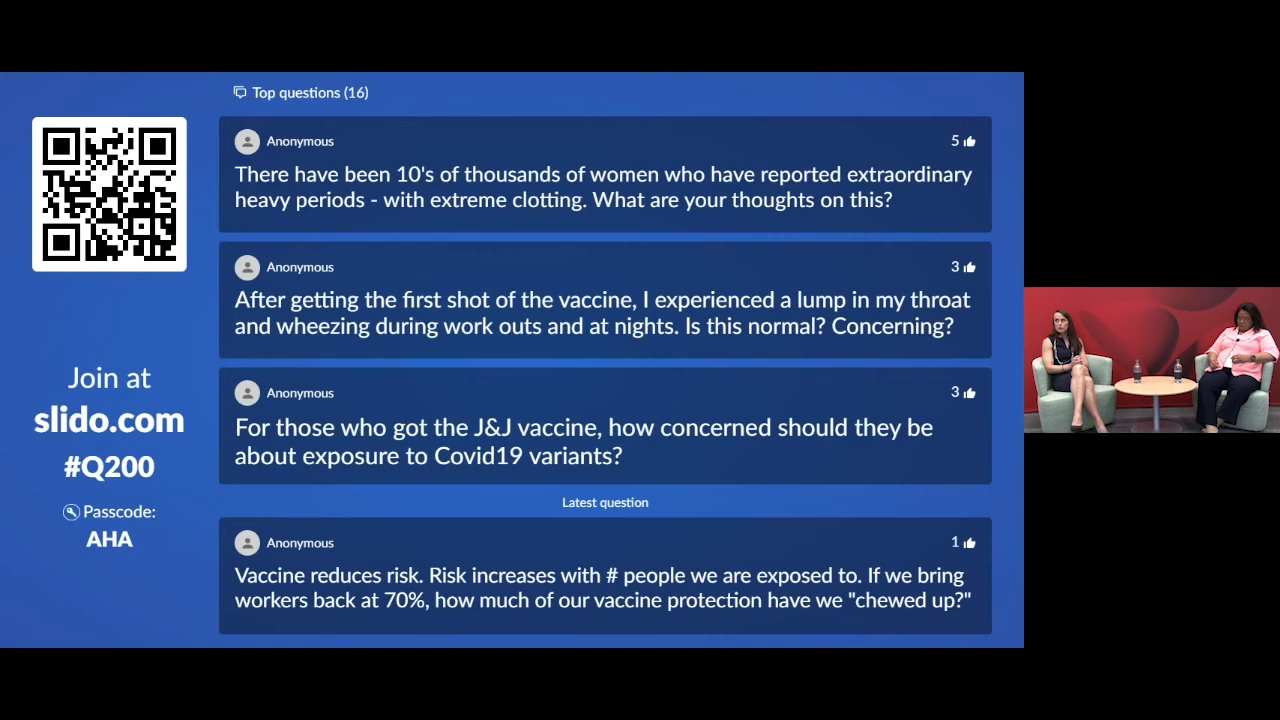 Top questions (16)
Anonymous
5
There have been 10's of thousands of women who have reported extraordinary
heavy periods - with extreme clotting. What are your thoughts on this?
Anonymous
3
After getting the first shot of the vaccine, I experienced a lump in my throat
and wheezing during work outs and at nights. Is this normal? Concerning?
Anonymous
3
For those who got the J&J vaccine, how concerned should they be
about exposure to Covid19 variants?
Latest question
Anonymous
1
Vaccine reduces risk. Risk increases with # people we are exposed to. If we bring
workers back at 70%, how much of our vaccine protection have we "chewed up?"
Join at
slido.com
#Q200
Passcode:
AHA